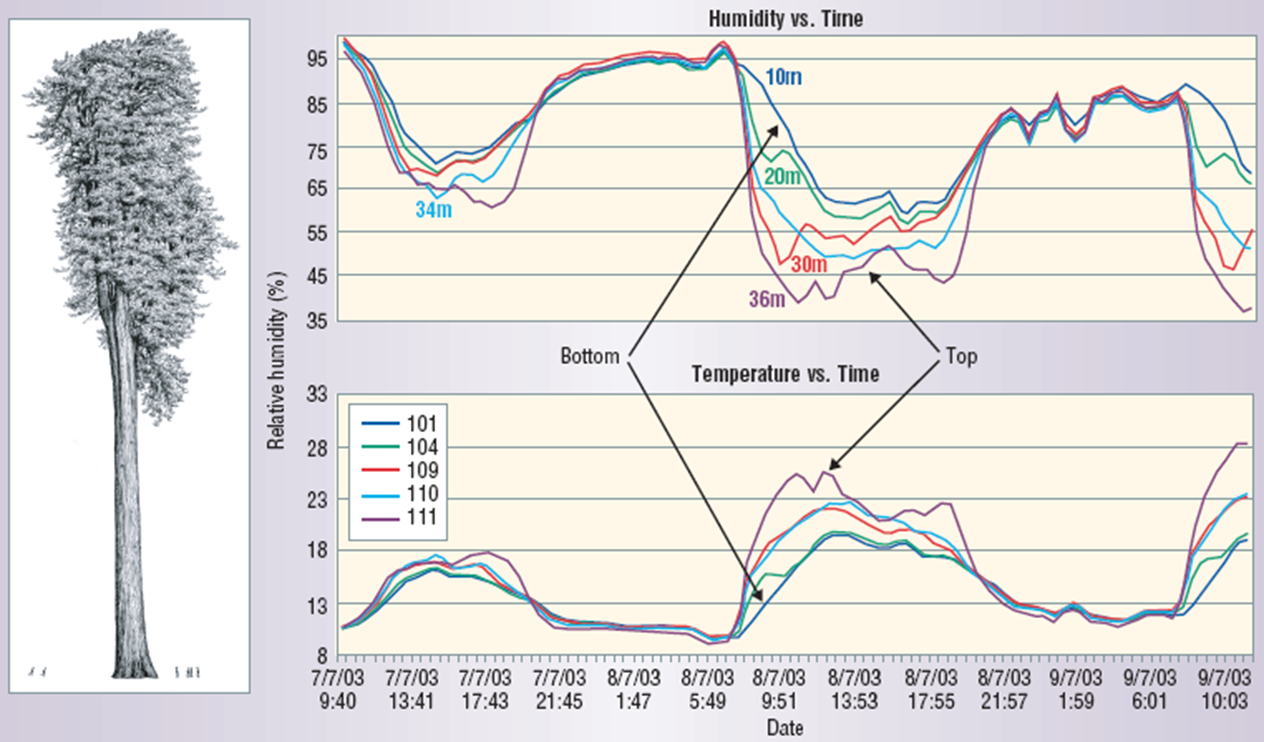 Humidity vs. Time
95
85
75
65
55
45
35
10m
20m
34m
30m
36m
Relative humidity (%)
Bottom
Top
Temperature vs. Time
33
28
23
18
13
8
101
104
109
110
111
7/7/03 7/7/03 7/7/03 7/7/03 8/7/03 8/7/03 8/7/03 8/7/03 8/7/03 8/7/03 9/7/03 9/7/03 9/7/03
9:40 13:41 17:43 21:45 1:47 5:49 9:51 13:53 17:55 21:57 1:59 6:01 10:03
Date